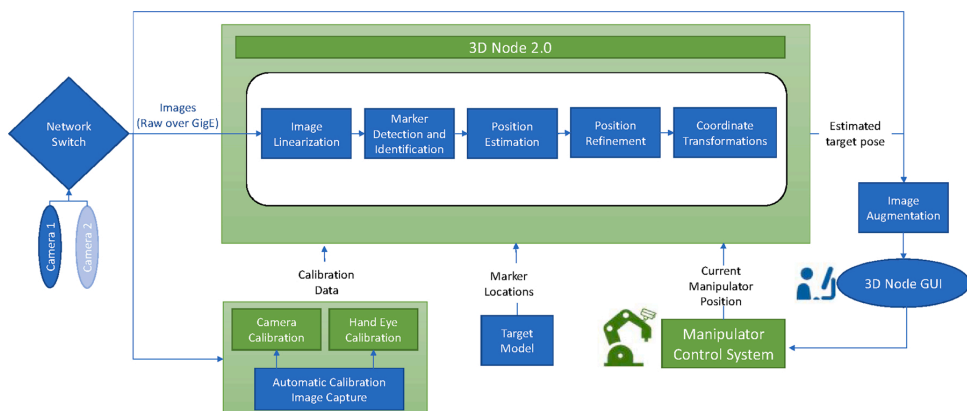 3D Node 2.0
Images
(Raw over GigE)
Network
Switch
Image
Linearization
Marker
Detection and
Identification
Position
Estimation
Position
Refinement
Coordinate
Transformations
Estimated
target pose
Camera 1
Camera 2
Image
Augmentation
Calibration
Data
Marker
Locations
Current
Manipulator
Position
3D Node GUI
Camera
Calibration
Hand Eye
Calibration
Target
Model
Manipulator
Control System
Automatic Calibration
Image Capture